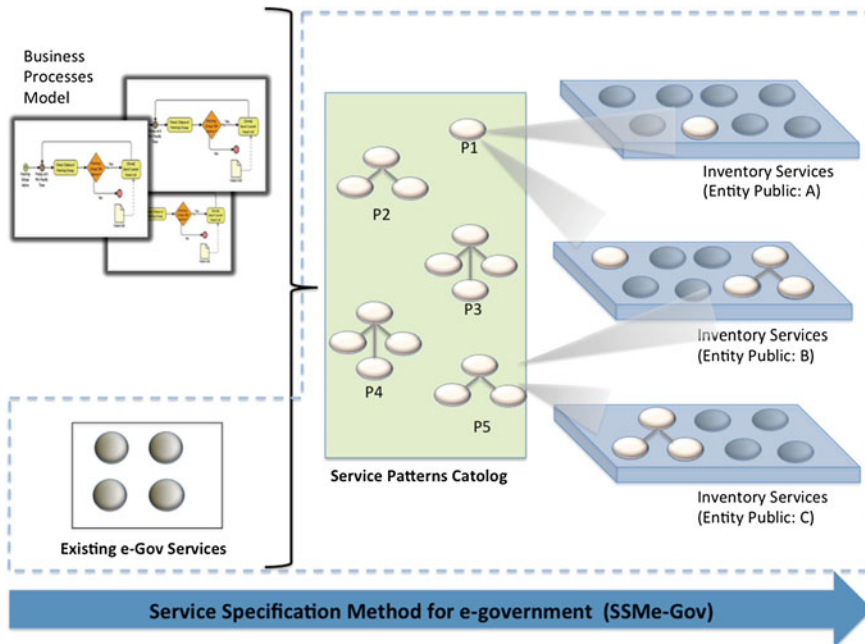 Business
Processes
Model
P1
P2
P3
P4
P5
Service Patterns Catolog
Inventory Services
(Entity Public: A)
Inventory Services
(Entity Public: B)
Inventory Services
(Entity Public: C)
Existing e-Gov Services
Service Specification Method for e-government (SSMe-Gov)